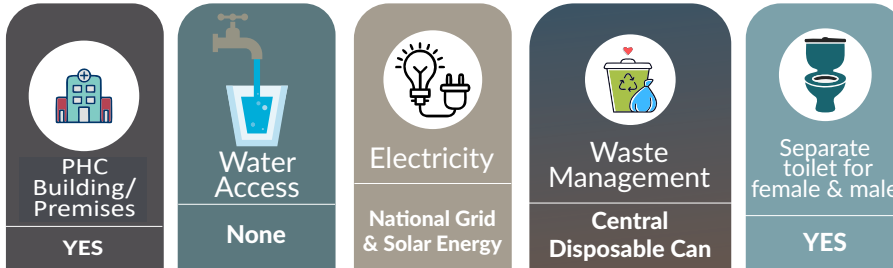 PHC
Building/
Premises
YES
Water
Access
None
Electricity
National Grid
& Solar Energy
Waste
Management
Central
Disposable Can
Separate
toilet for
female & male
YES